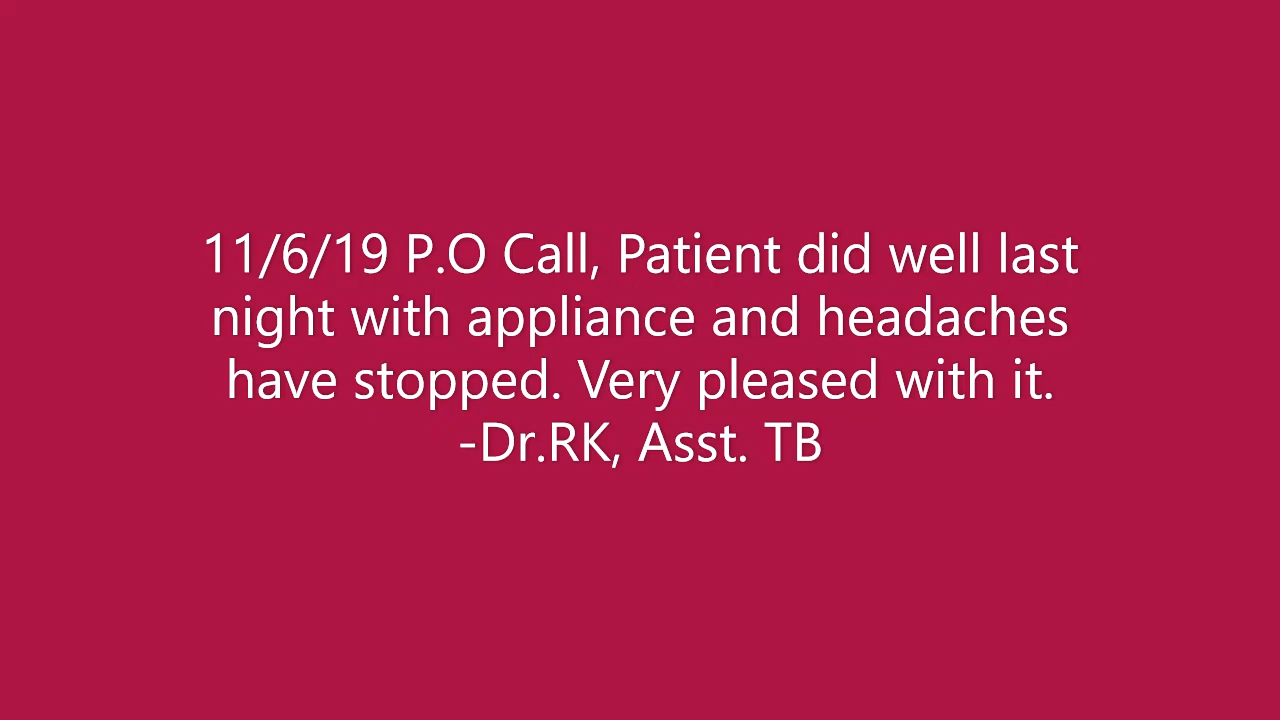 11/6/19 P.O Call, Patient did well last
night with appliance and headaches
have stopped. Very pleased with it.
-Dr.RK, Asst. TB